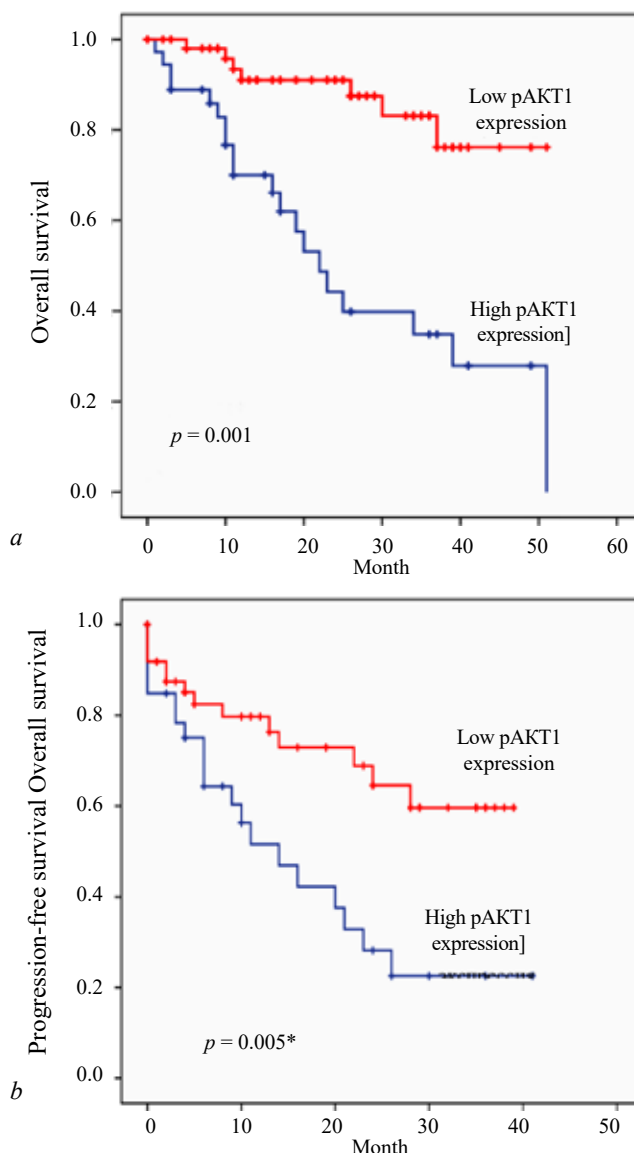 1.0
0.8
0.6
0.4
0.2
0.0
Overall survival
Low pAKT1
expression
High pAKT1
expression]
p = 0.001
a
0 10 20 30 40 50 60
Month
1.0
0.8
0.6
0.4
0.2
0.0
Progression-free survival Overall survival
Low pAKT1
expression
High pAKT1
expression]
p = 0.005*
b
0 10 20 30 40 50
Month